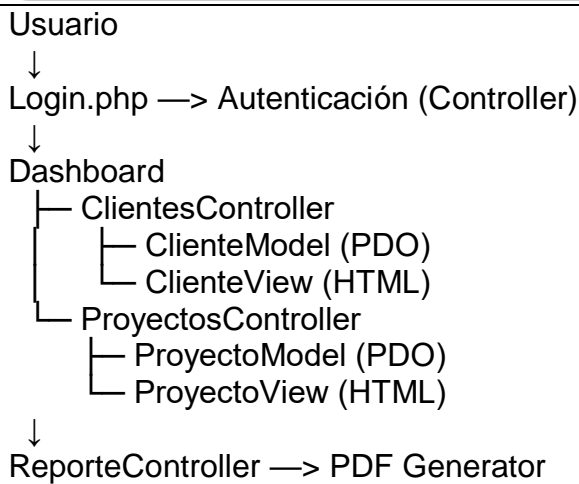 Usuario
↓
Login.php —> Autenticación (Controller)
↓
Dashboard
├─ ClientesController
│ ├─ ClienteModel (PDO)
│ └─ ClienteView (HTML)
└─ ProyectosController
├─ ProyectoModel (PDO)
└─ ProyectoView (HTML)
↓
ReporteController —> PDF Generator